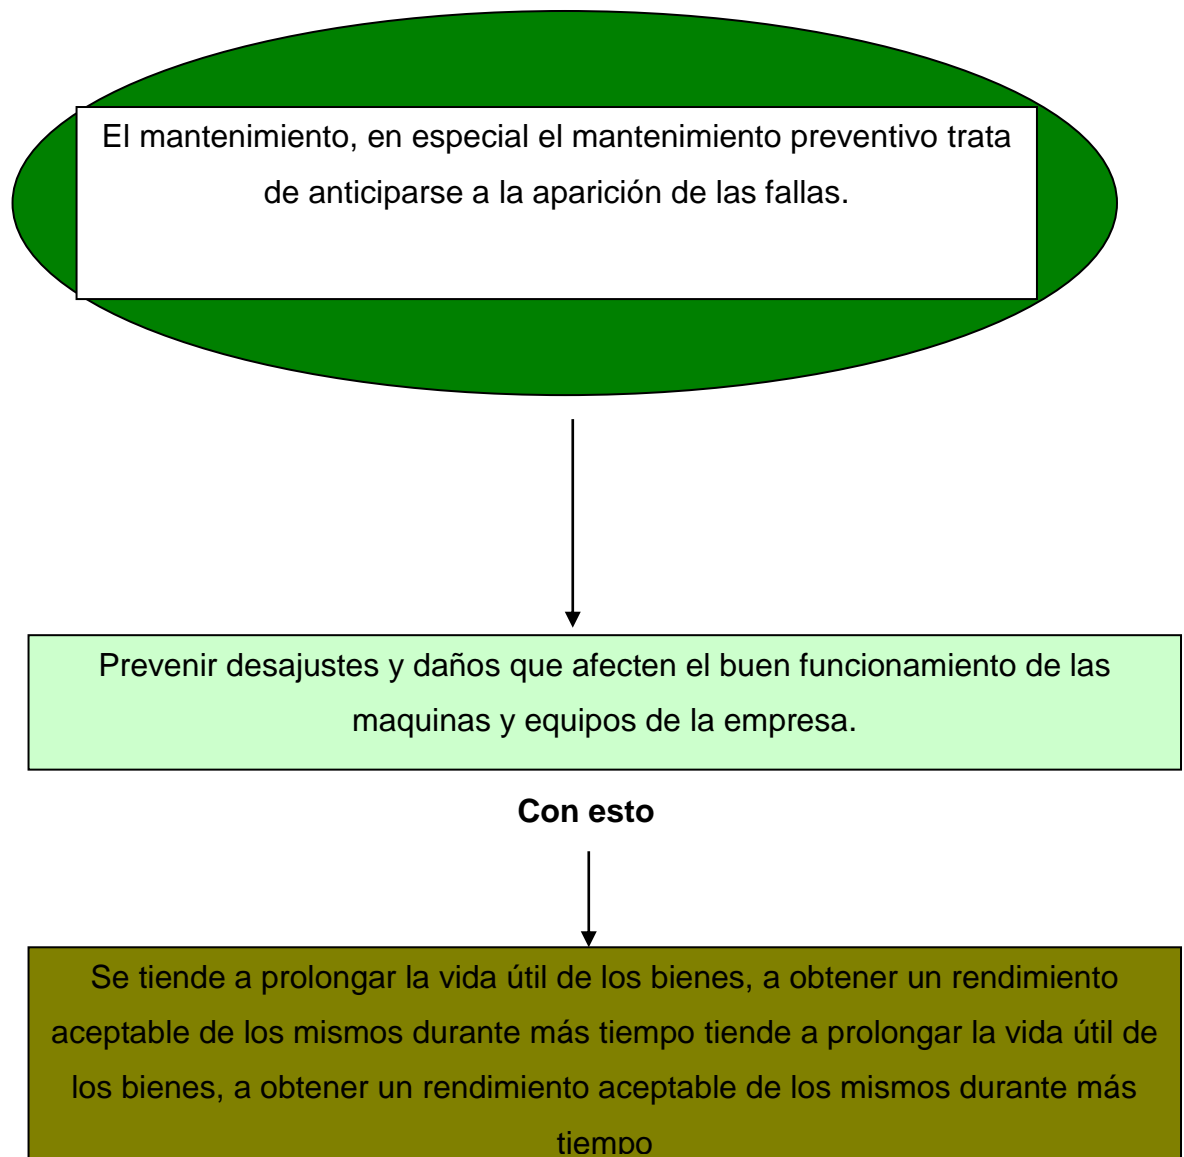 El mantenimiento, en especial el mantenimiento preventivo trata
de anticiparse a la aparición de las fallas.
Prevenir desajustes y daños que afecten el buen funcionamiento de las
maquinas y equipos de la empresa.
Con esto
Se tiende a prolongar la vida útil de los bienes, a obtener un rendimiento
aceptable de los mismos durante más tiempo tiende a prolongar la vida útil de
los bienes, a obtener un rendimiento aceptable de los mismos durante más
tiempo